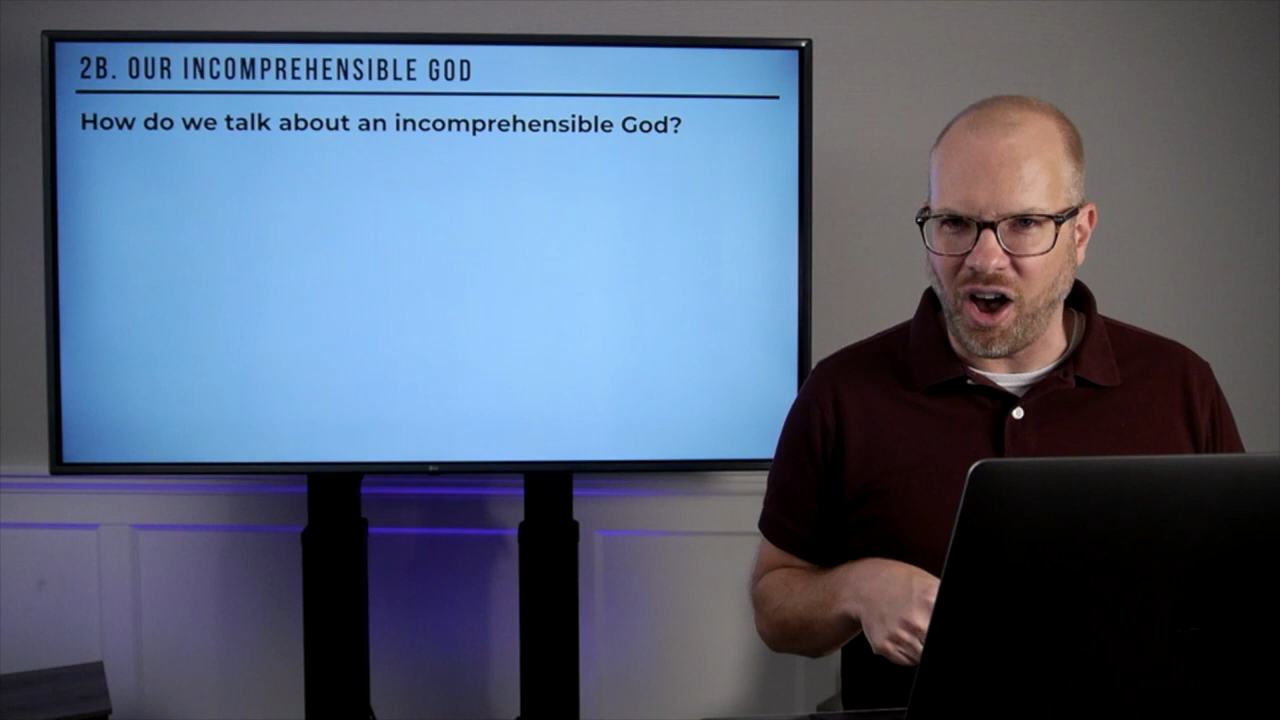 2B. OUR INCOMPREHENSIBLE GOD
How do we talk about an incomprehensible God?